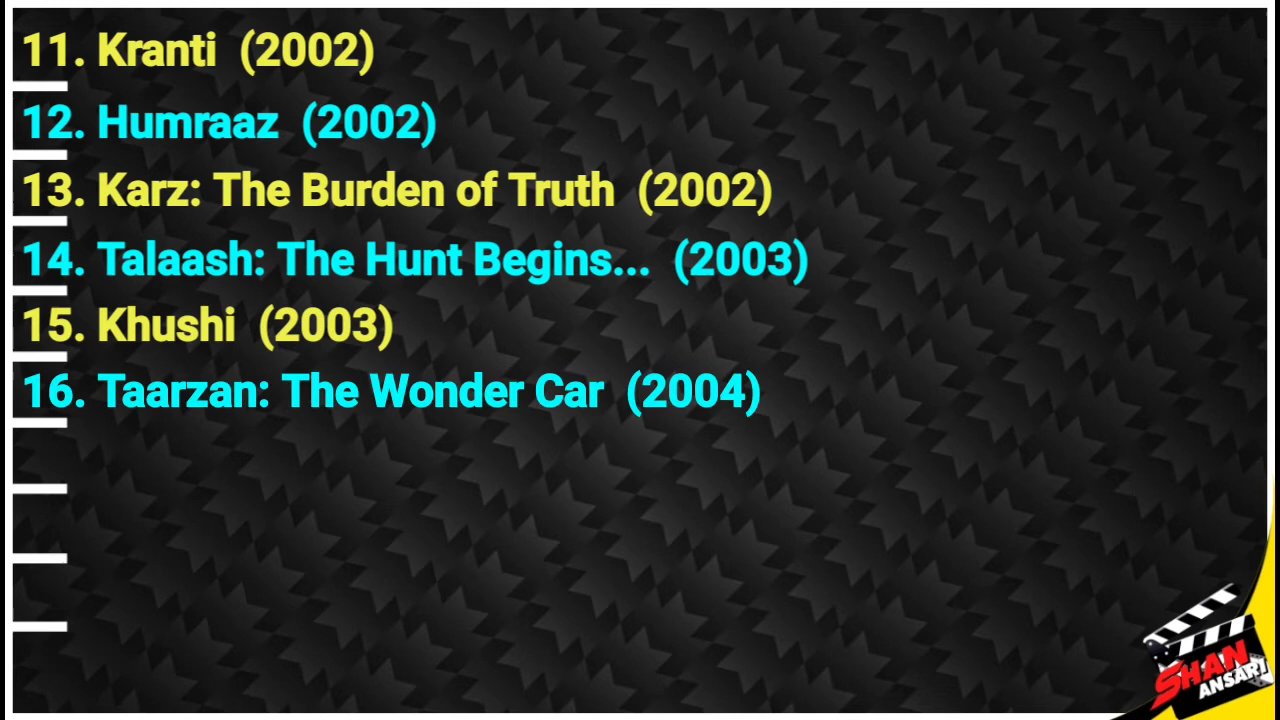 11. Kranti (2002)
12. Humraaz (2002)
13. Karz: The Burden of Truth (2002)
14. Talaash: The Hunt Begins... (2003)
15. Khushi (2003)
16. Taarzan: The Wonder Car (2004)
SHAN
ANSARI